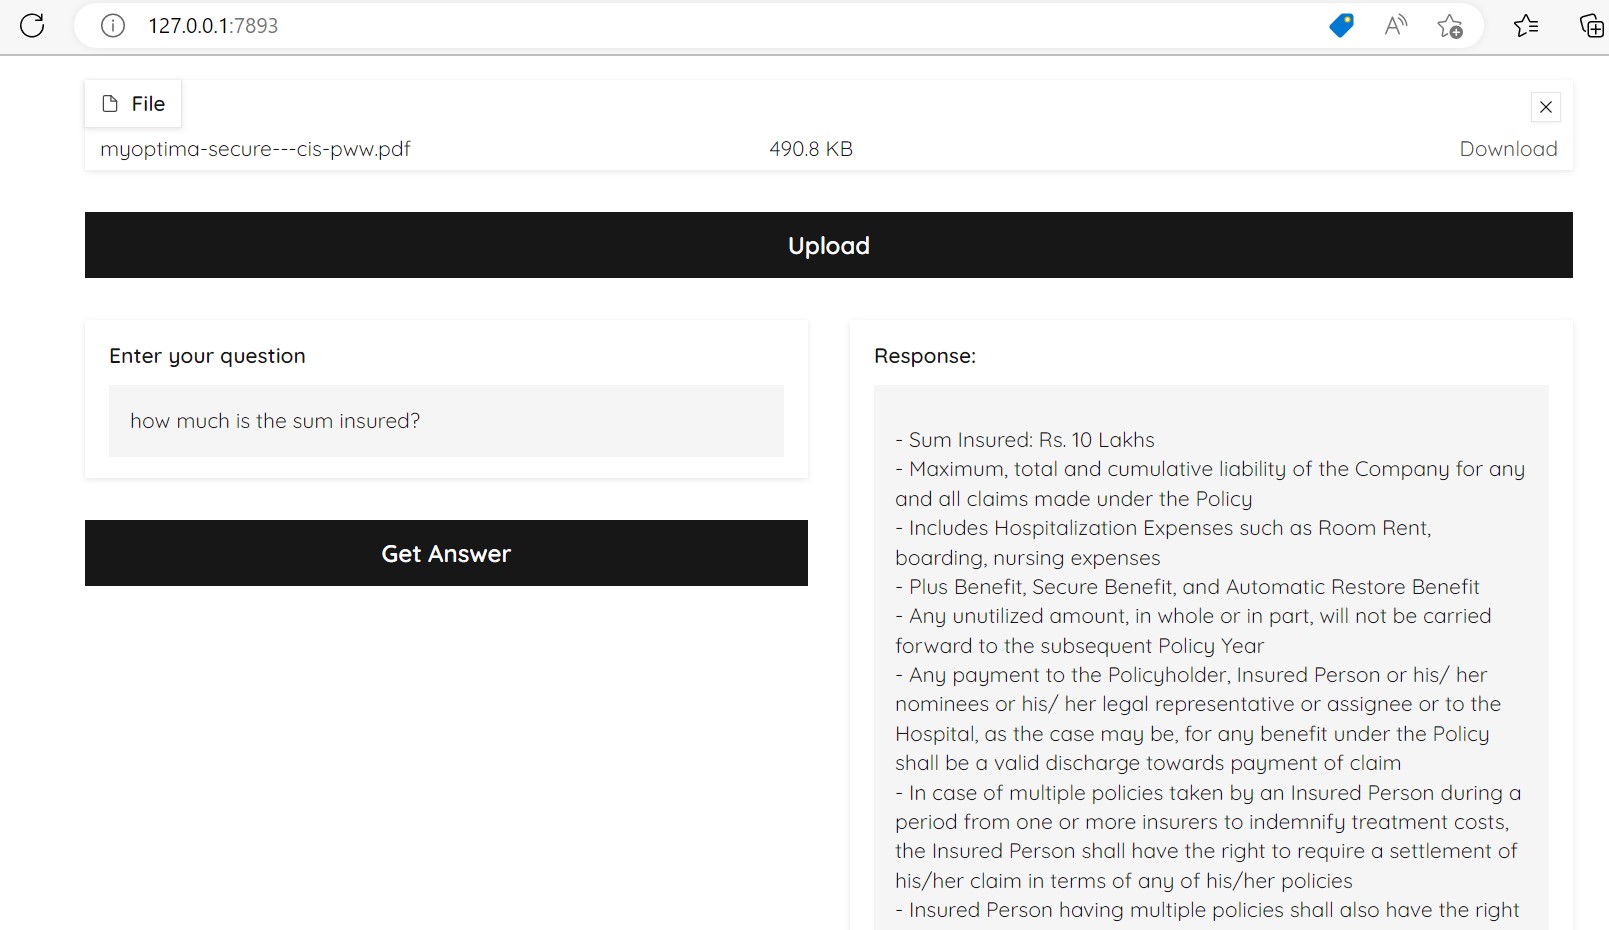 127.0.0.1:7893
File
myoptima-secure---cis-pww.pdf 490.8 KB Download
Upload
Enter your question
how much is the sum insured?
Get Answer
Response:
- Sum Insured: Rs. 10 Lakhs
- Maximum, total and cumulative liability of the Company for any
and all claims made under the Policy
- Includes Hospitalization Expenses such as Room Rent,
boarding, nursing expenses
- Plus Benefit, Secure Benefit, and Automatic Restore Benefit
- Any unutilized amount, in whole or in part, will not be carried
forward to the subsequent Policy Year
- Any payment to the Policyholder, Insured Person or his/ her
nominees or his/ her legal representative or assignee or to the
Hospital, as the case may be, for any benefit under the Policy
shall be a valid discharge towards payment of claim
- In case of multiple policies taken by an Insured Person during a
period from one or more insurers to indemnify treatment costs,
the Insured Person shall have the right to require a settlement of
his/her claim in terms of any of his/her policies
- Insured Person having multiple policies shall also have the right